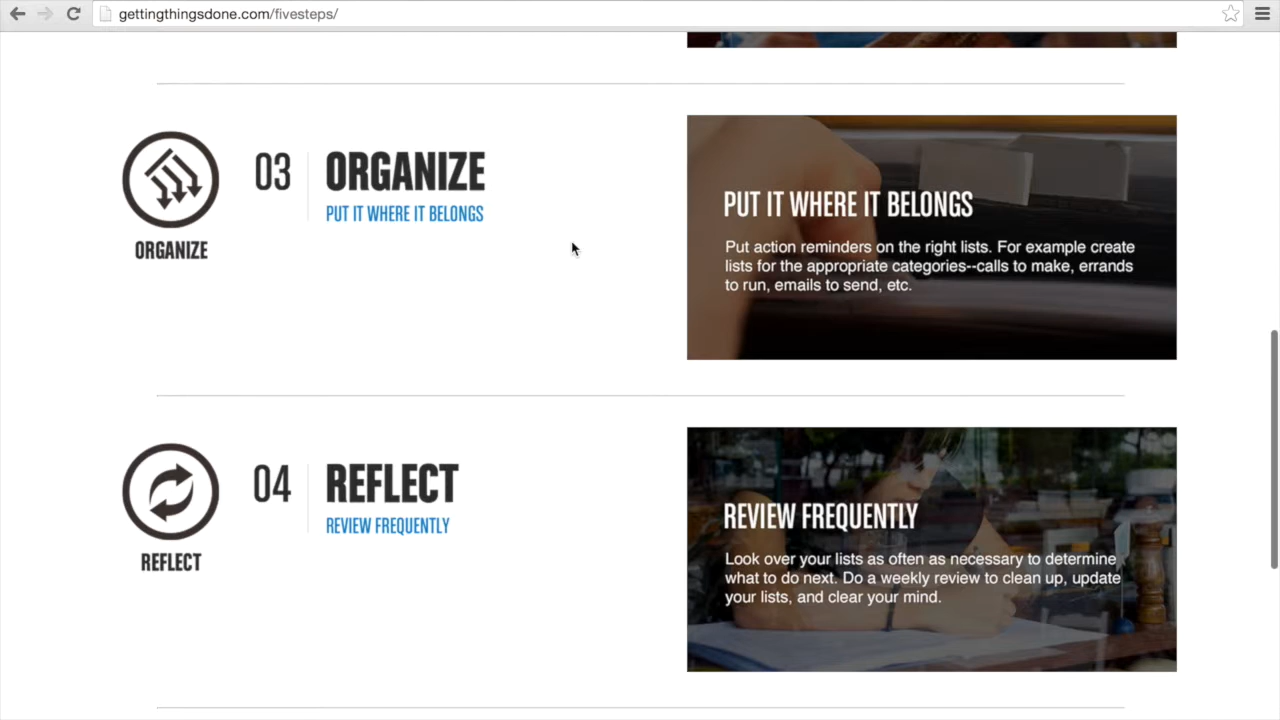 gettingthingsdone.com/fivesteps/
03
ORGANIZE
PUT IT WHERE IT BELONGS
ORGANIZE
PUT IT WHERE IT BELONGS
Put action reminders on the right lists. For example create
lists for the appropriate categories--calls to make, errands
to run, emails to send, etc.
04
REFLECT
REVIEW FREQUENTLY
REFLECT
REVIEW FREQUENTLY
Look over your lists as often as necessary to determine
what to do next. Do a weekly review to clean up, update
your lists, and clear your mind.